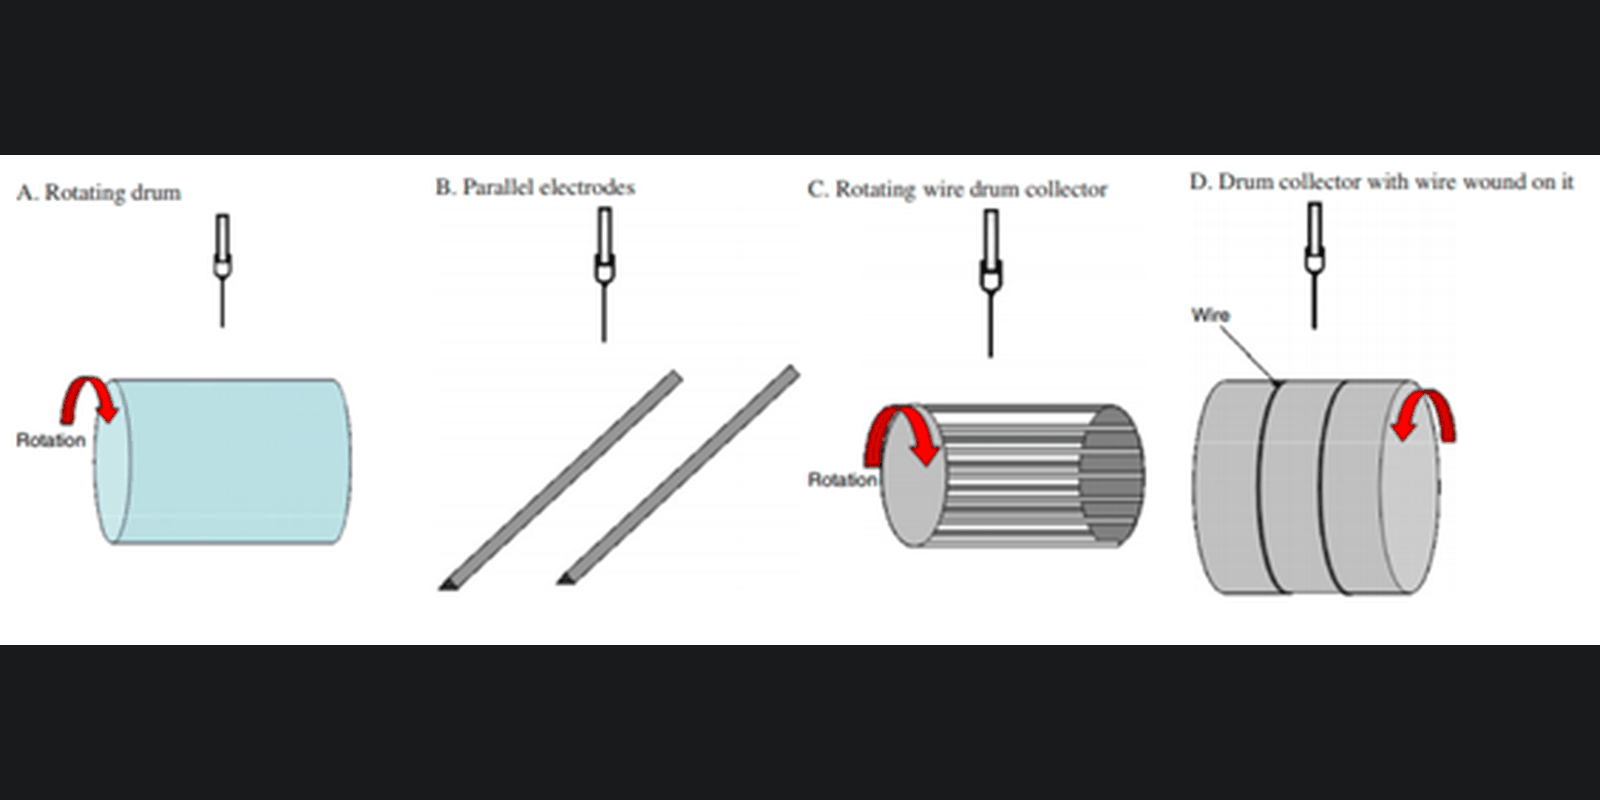 A. Rotating drum
Rotation
B. Parallel electrodes
C. Rotating wire drum collector
Rotation
D. Drum collector with wire wound on it
Wire